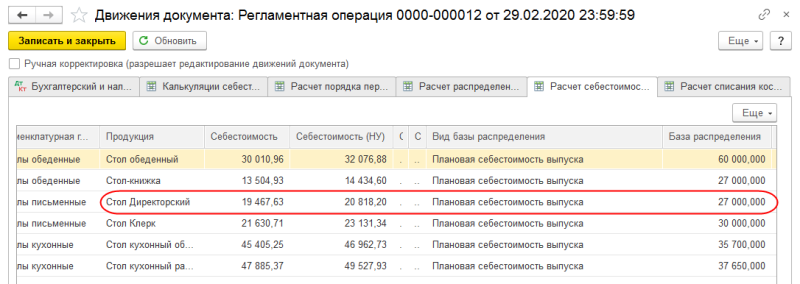 Движения документа: Регламентная операция 0000-000012 от 29.02.2020 23:59:59
Записать и закрыть Обновить Еще ?
Ручная корректировка (разрешает редактирование движений документа)
Дт Кт Бухгалтерский и нал... Калькуляции себест... Расчет порядка пер... Расчет распределен... Расчет себестоимос... Расчет списания кос...
Еще
иенклатурная г... Продукция Себестоимость Себестоимость (НУ) С С Вид базы распределения База распределения
лы обеденные Стол обеденный 30 010,96 32 076,88 . .. Плановая себестоимость выпуска 60 000,000
лы обеденные Стол-книжка 13 504,93 14 434,60 . .. Плановая себестоимость выпуска 27 000,000
лы письменные Стол Директорский 19 467,63 20 818,20 . .. Плановая себестоимость выпуска 27 000,000
лы письменные Стол Клерк 21 630,71 23 131,34 . .. Плановая себестоимость выпуска 30 000,000
лы кухонные Стол кухонный об... 45 405,25 46 962,73 . .. Плановая себестоимость выпуска 35 700,000
лы кухонные Стол кухонный ра... 47 885,37 49 527,93 . .. Плановая себестоимость выпуска 37 650,000